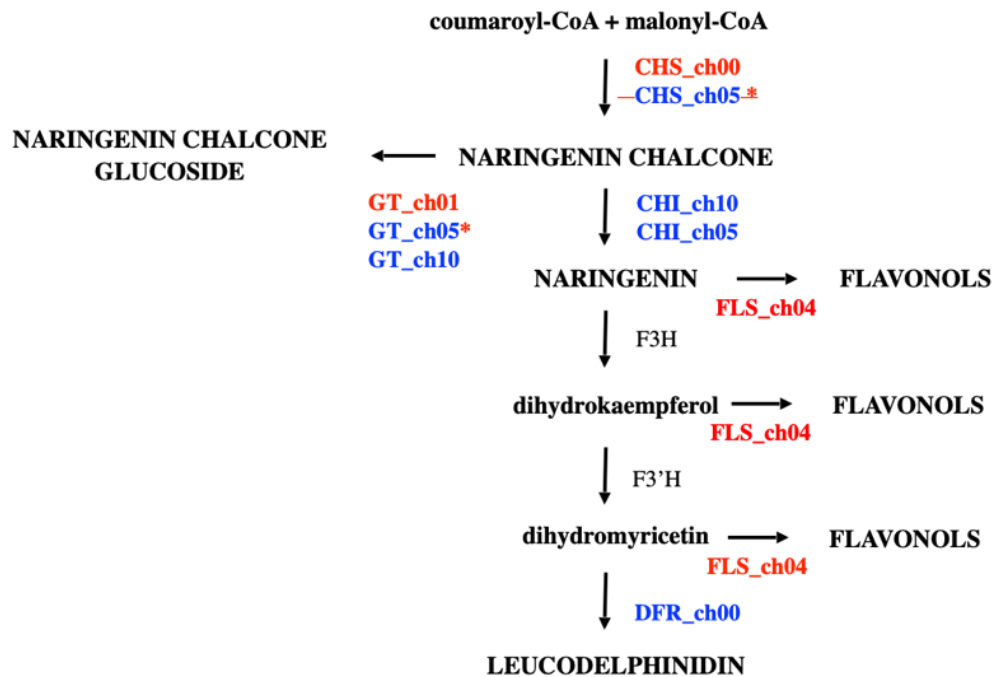 coumaroyl-CoA + malonyl-CoA
CHS_ch00
CHS_ch05 *
NARINGENIN CHALCONE
GLUCOSIDE
NARINGENIN CHALCONE
GT_ch01
GT_ch05*
GT_ch10
CHI_ch10
CHI_ch05
NARINGENIN
FLAVONOLS
FLS_ch04
F3H
dihydrokaempferol
FLAVONOLS
FLS_ch04
F3’H
dihydromyricetin
FLAVONOLS
FLS_ch04
DFR_ch00
LEUCODELPHINIDIN